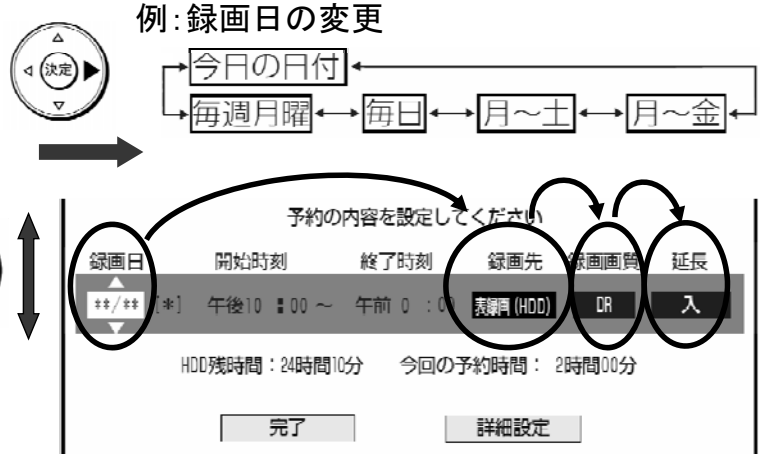 例:録画日の変更
決定
今日の日付
毎週月曜 毎日 月～土 月～金
予約の内容を設定してください
録画日 開始時刻 終了時刻 録画先 録画画質 延長
**/** [*] 午後10:00～ 午前 0:00 表録画(HDD) DR 入
HDD残時間:24時間10分 今回の予約時間: 2時間00分
完了 詳細設定